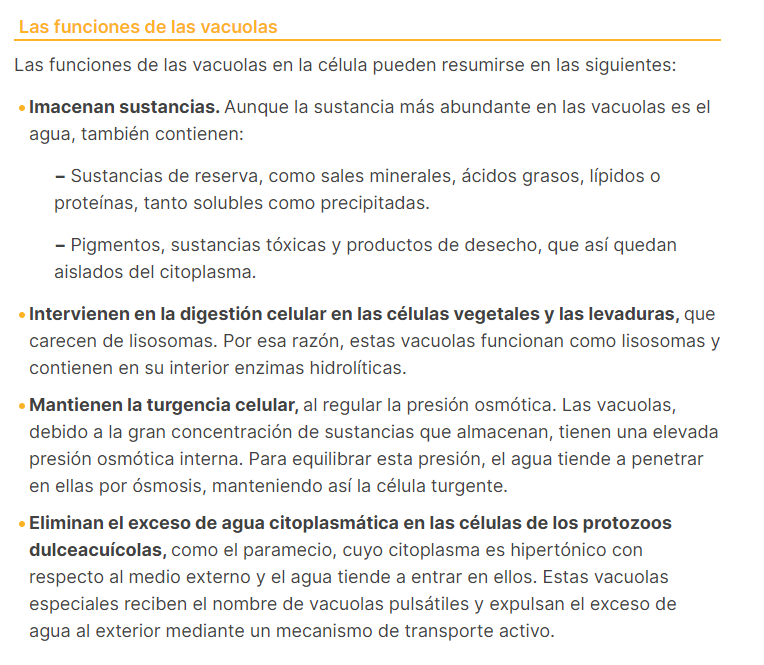 Las funciones de las vacuolas
Las funciones de las vacuolas en la célula pueden resumirse en las siguientes:
• Imacenan sustancias. Aunque la sustancia más abundante en las vacuolas es el
agua, también contienen:
– Sustancias de reserva, como sales minerales, ácidos grasos, lípidos o
proteínas, tanto solubles como precipitadas.
– Pigmentos, sustancias tóxicas y productos de desecho, que así quedan
aislados del citoplasma.
• Intervienen en la digestión celular en las células vegetales y las levaduras, que
carecen de lisosomas. Por esa razón, estas vacuolas funcionan como lisosomas y
contienen en su interior enzimas hidrolíticas.
• Mantienen la turgencia celular, al regular la presión osmótica. Las vacuolas,
debido a la gran concentración de sustancias que almacenan, tienen una elevada
presión osmótica interna. Para equilibrar esta presión, el agua tiende a penetrar
en ellas por ósmosis, manteniendo así la célula turgente.
• Eliminan el exceso de agua citoplasmática en las células de los protozoos
dulceacuícolas, como el paramecio, cuyo citoplasma es hipertónico con
respecto al medio externo y el agua tiende a entrar en ellos. Estas vacuolas
especiales reciben el nombre de vacuolas pulsátiles y expulsan el exceso de
agua al exterior mediante un mecanismo de transporte activo.